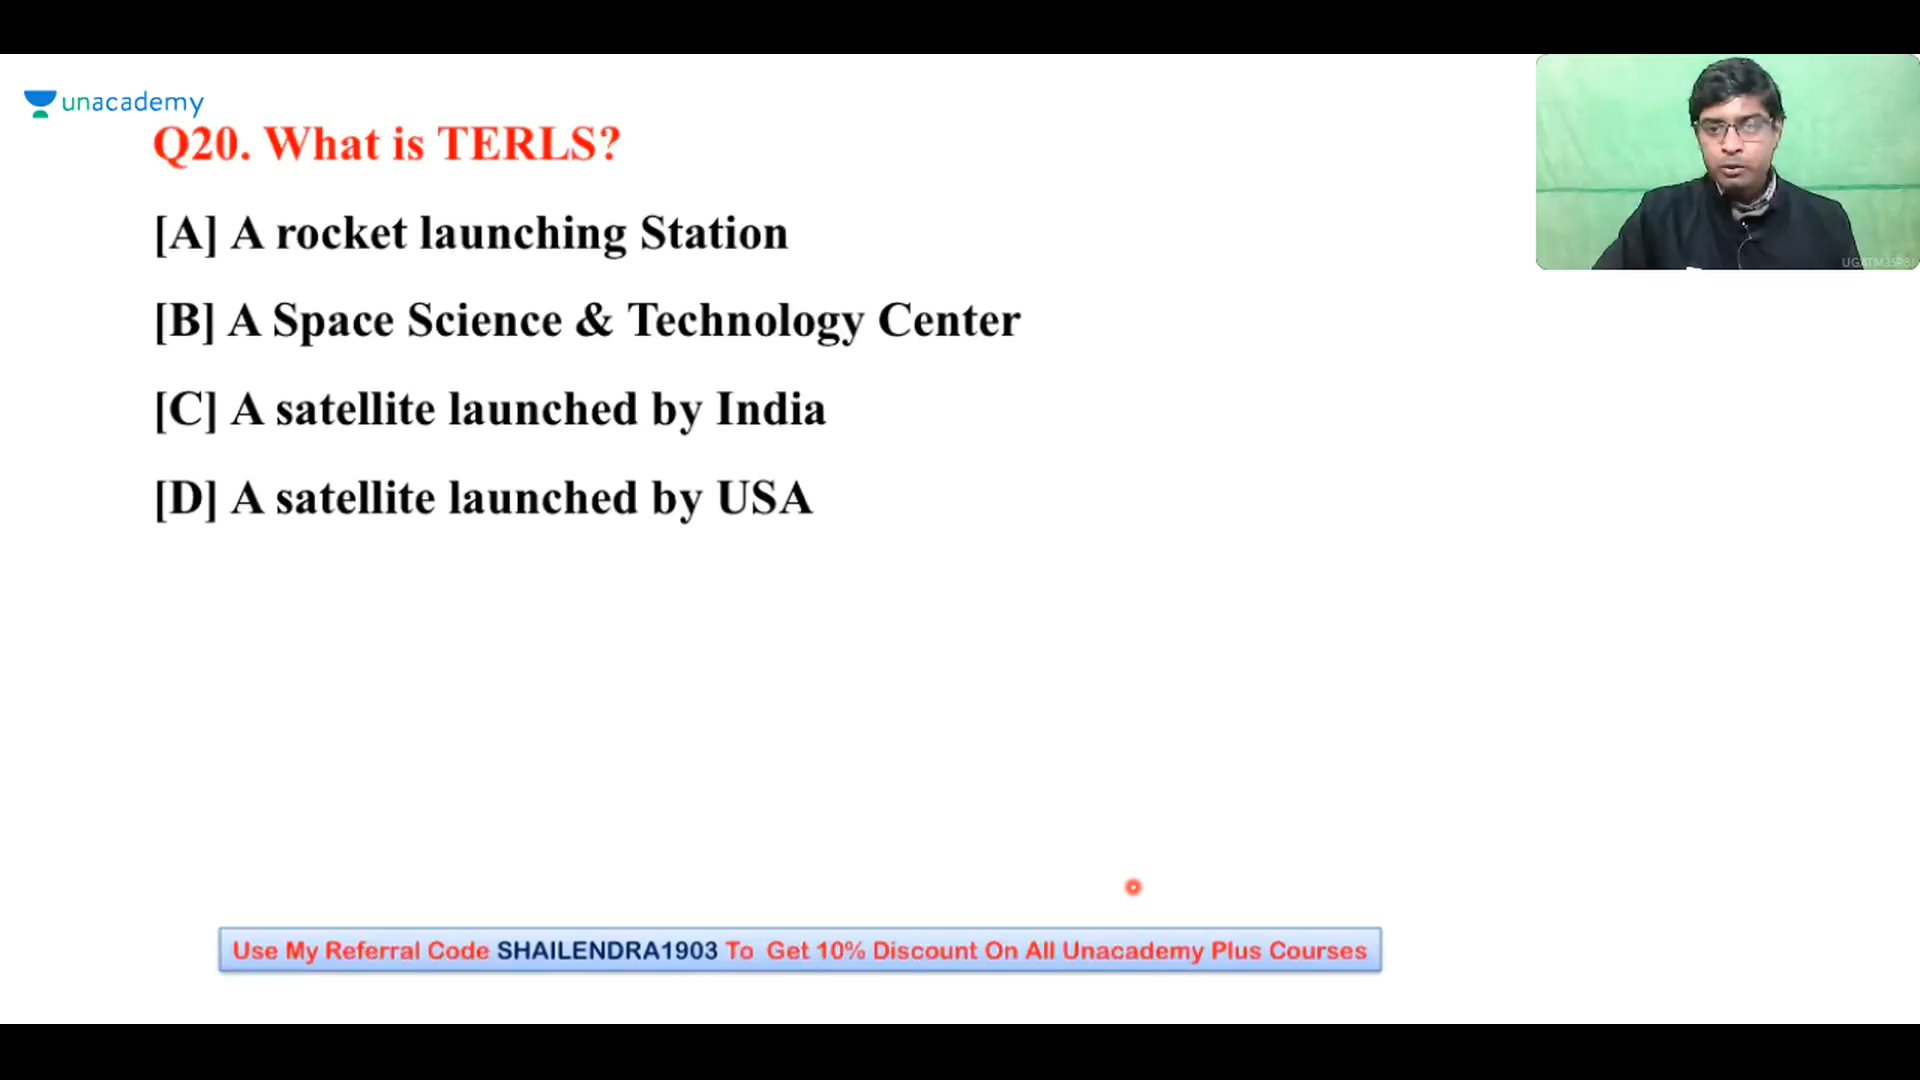 unacademy
Q20. What is TERLS?
[A] A rocket launching Station
[B] A Space Science & Technology Center
[C] A satellite launched by India
[D] A satellite launched by USA
Use My Referral Code SHAILENDRA1903 To Get 10% Discount On All Unacademy Plus Courses